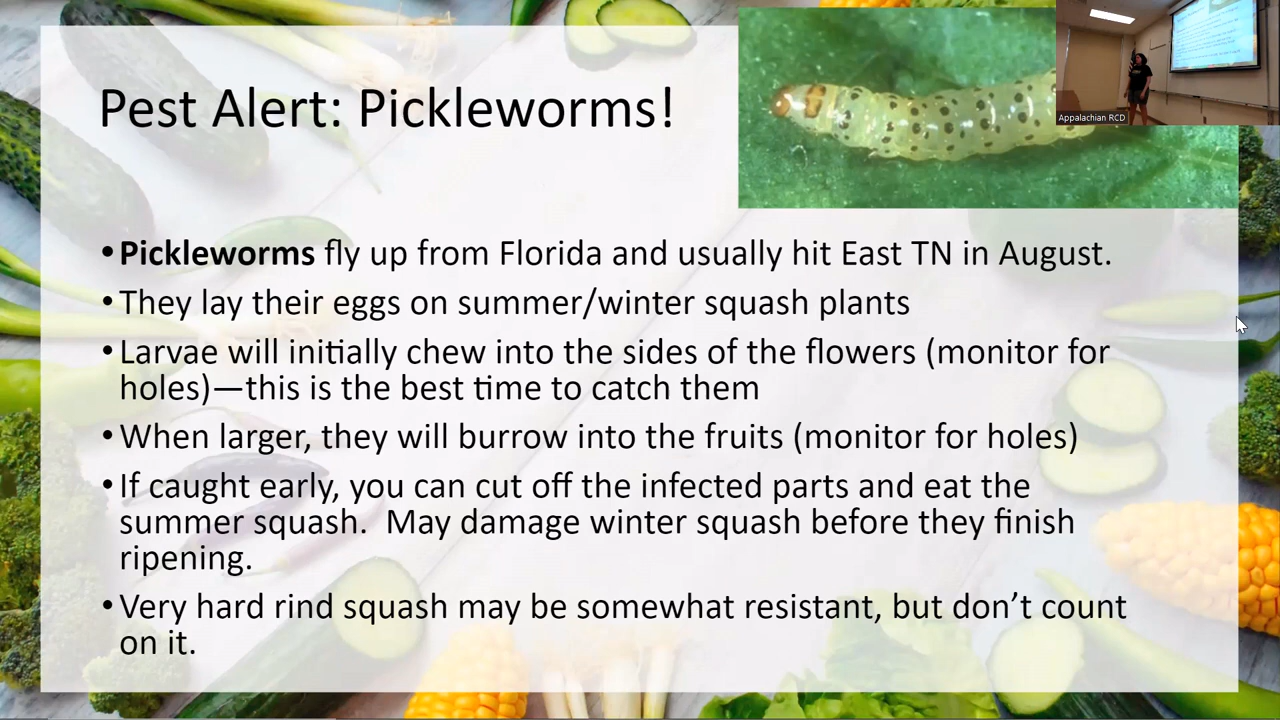 Pest Alert: Pickleworms!
Appalachian RCD
•Pickleworms fly up from Florida and usually hit East TN in August.
•They lay their eggs on summer/winter squash plants
•Larvae will initially chew into the sides of the flowers (monitor for
holes)—this is the best time to catch them
•When larger, they will burrow into the fruits (monitor for holes)
•If caught early, you can cut off the infected parts and eat the
summer squash.  May damage winter squash before they finish
ripening.
•Very hard rind squash may be somewhat resistant, but don’t count
on it.